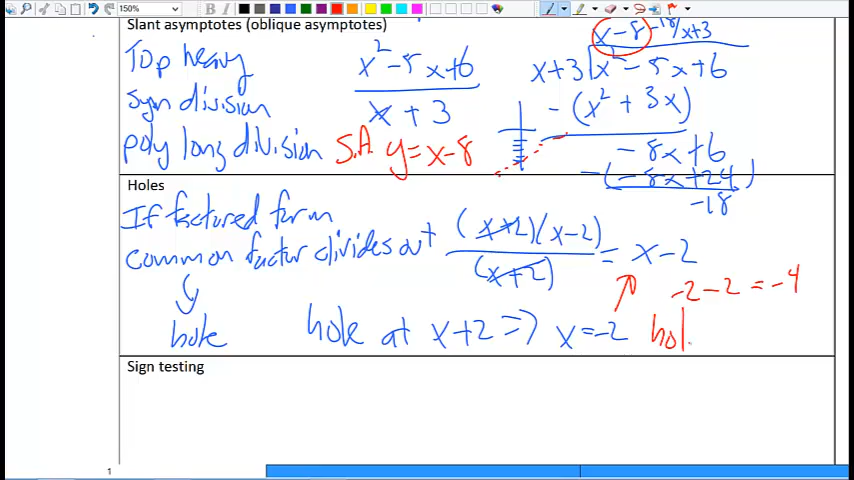 150%
Slant asymptotes (oblique asymptotes)
Top heavy
syn division
poly long division
x² - 5x+6
x + 3
S.A. y = x-8
x-8 -18/x+3
x+3 x² - 5x + 6
- (x² + 3x)
- 8x + 6
- (- 8x + 24)
-18
Holes
If factored form
common factor divides out
hole
(x+2)(x-2)
(x+2)
= x-2
-2 - 2 = -4
hole at x+2 => x = -2 hol
Sign testing
1